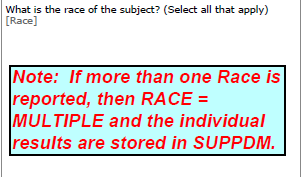 What is the race of the subject? (Select all that apply)
[Race]
Note:  If more than one Race is
reported, then RACE =
MULTIPLE and the individual
results are stored in SUPPDM.